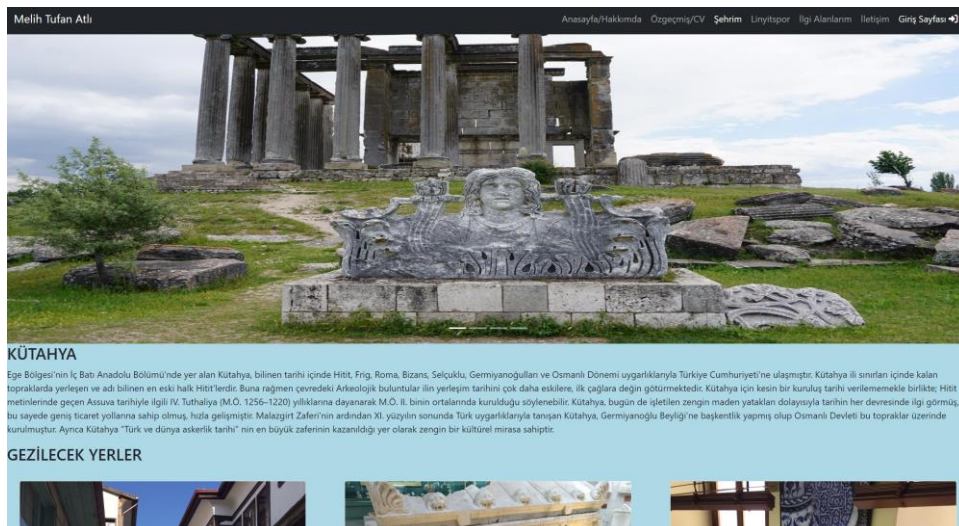 Melih Tufan Atlı
Anasayfa/Hakkımda Özgeçmiş/CV Şehrim Linyitspor İlgi Alanlarım İletişim Giriş Sayfası
KÜTAHYA
Ege Bölgesi'nin İç Batı Anadolu Bölümü'nde yer alan Kütahya, bilinen tarihi içinde Hitit, Frig, Roma, Bizans, Selçuklu, Germiyanoğulları ve Osmanlı Dönemi uygarlıklarıyla Türkiye Cumhuriyeti'ne ulaşmıştır. Kütahya ili sınırları içinde kalan
topraklarda yerleşen ve adı bilinen en eski halk Hitit'lerdir. Buna rağmen çevredeki Arkeolojik buluntular ilin yerleşim tarihini çok daha eskilere, ilk çağlara değin götürmektedir. Kütahya için kesin bir kuruluş tarihi verilememekle birlikte; Hitit
metinlerinde geçen Assuva tarihiyle ilgili IV. Tuthaliya (M.Ö. 1256–1220) yıllıklarına dayanarak M.Ö. II. binin ortalarında kurulduğu söylenebilir. Kütahya, bugün de işletilen zengin maden yatakları dolayısıyla tarihin her devresinde ilgi görmüş,
bu sayede geniş ticaret yollarına sahip olmuş, hızla gelişmiştir. Malazgirt Zaferi'nin ardından XI. yüzyılın sonunda Türk uygarlıklarıyla tanışan Kütahya, Germiyanoğlu Beyliği'ne başkentlik yapmış olup Osmanlı Devleti bu topraklar üzerinde
kurulmuştur. Ayrıca Kütahya "Türk ve dünya askerlik tarihi" nin en büyük zaferinin kazanıldığı yer olarak zengin bir kültürel mirasa sahiptir.
GEZİLECEK YERLER